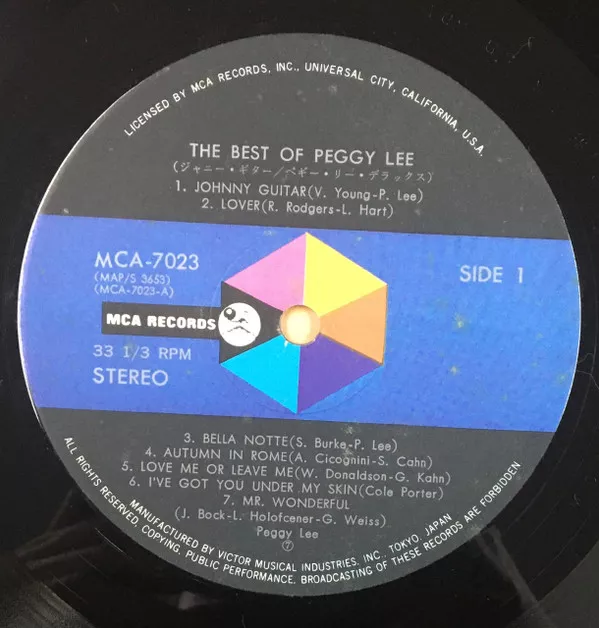 LICENSED BY MCA RECORDS, INC., UNIVERSAL CITY, CALIFORNIA, U.S.A.
THE BEST OF PEGGY LEE
(ジャニー・ギター/ペギー・リー・デラックス)
1. JOHNNY GUITAR(V. Young-P. Lee)
2. LOVER(R. Rodgers-L. Hart)
MCA-7023
(MAP/S 3653)
(MCA-7023-A)
SIDE 1
MCA RECORDS
33 1/3 RPM
STEREO
3. BELLA NOTTE(S. Burke-P. Lee)
4. AUTUMN IN ROME(A. Cicognini-S. Cahn)
5. LOVE ME OR LEAVE ME(W. Donaldson-G. Kahn)
6. I'VE GOT YOU UNDER MY SKIN(Cole Porter)
7. MR. WONDERFUL
(J. Bock-L. Holofcener-G. Weiss)
Peggy Lee
MANUFACTURED BY VICTOR MUSICAL INDUSTRIES, INC., TOKYO, JAPAN
ALL RIGHTS RESERVED, COPYING, PUBLIC PERFORMANCE, BROADCASTING OF THESE RECORDS ARE FORBIDDEN